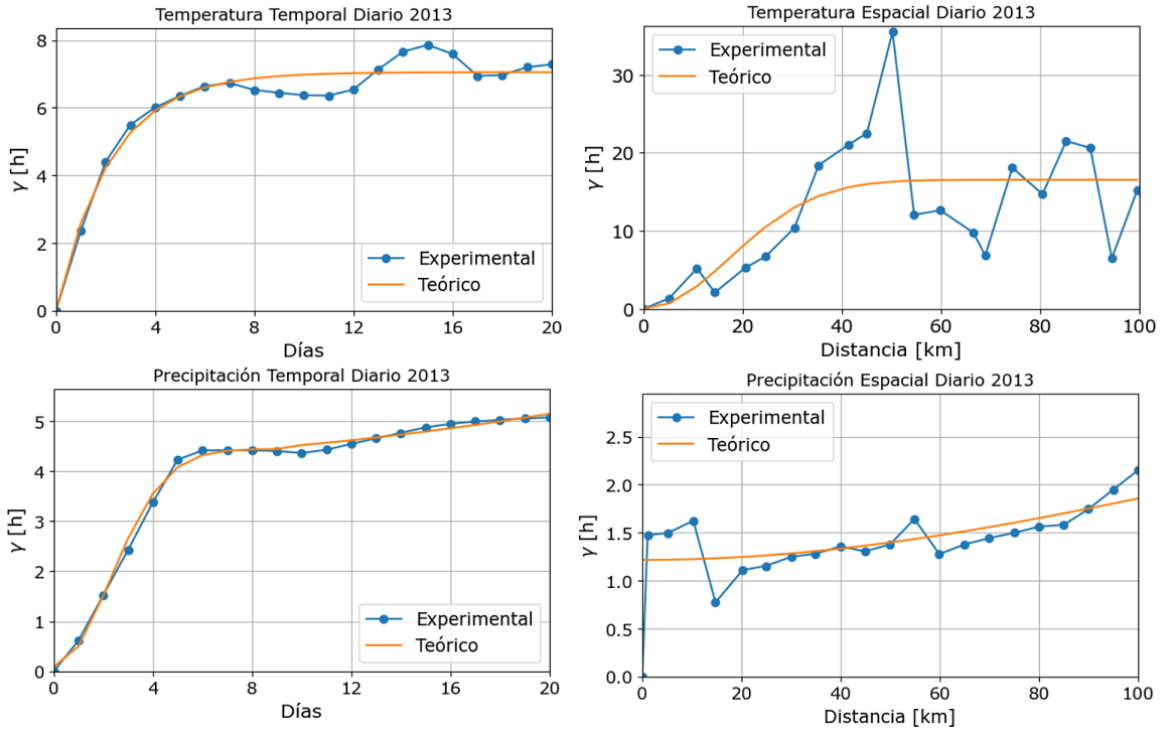 Temperatura Temporal Diario 2013
8
6
4
2
0
γ [h]
Experimental
Teórico
0 4 8 12 16 20
Días
Temperatura Espacial Diario 2013
30
20
10
0
γ [h]
Experimental
Teórico
0 20 40 60 80 100
Distancia [km]
Precipitación Temporal Diario 2013
5
4
3
2
1
0
γ [h]
Experimental
Teórico
0 4 8 12 16 20
Días
Precipitación Espacial Diario 2013
2.5
2.0
1.5
1.0
0.5
0.0
γ [h]
Experimental
Teórico
0 20 40 60 80 100
Distancia [km]